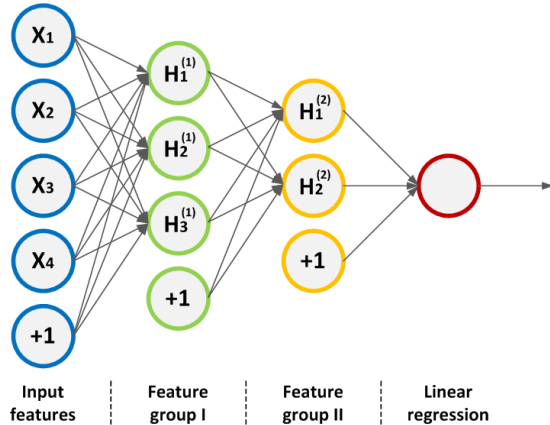 X1
X2
X3
X4
+1
H1(1)
H2(1)
H3(1)
+1
H1(2)
H2(2)
+1
Input features
Feature group I
Feature group II
Linear regression